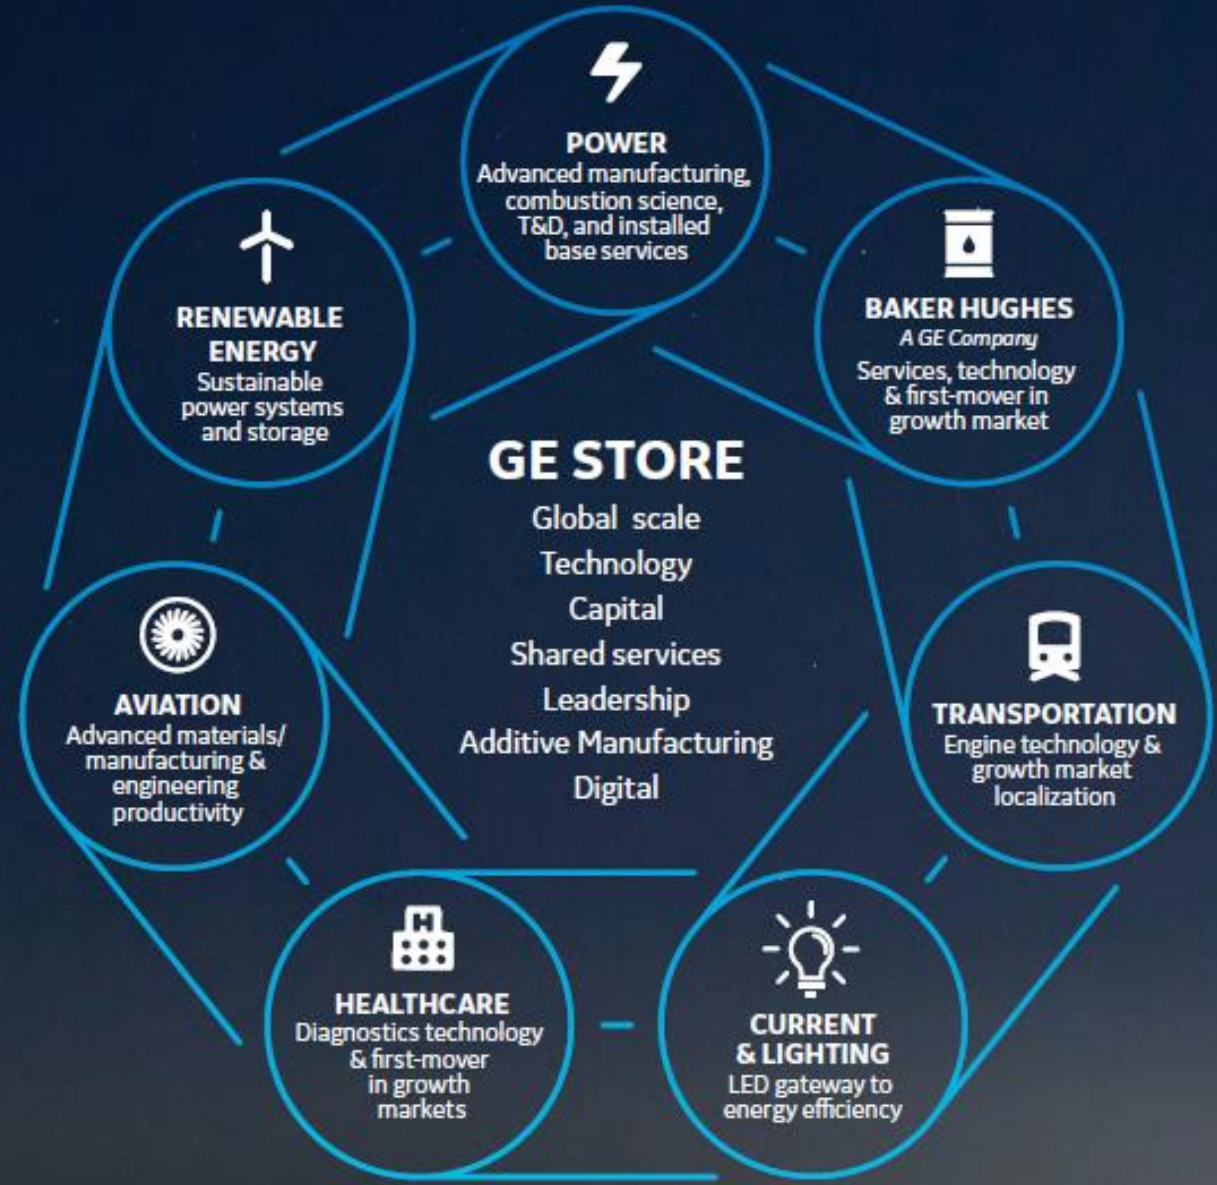 POWER
Advanced manufacturing,
combustion science,
T&D, and installed
base services
BAKER HUGHES
A GE Company
Services, technology
& first-mover in
growth market
TRANSPORTATION
Engine technology &
growth market
localization
CURRENT
& LIGHTING
LED gateway to
energy efficiency
HEALTHCARE
Diagnostics technology
& first-mover
in growth
markets
AVIATION
Advanced materials/
manufacturing &
engineering
productivity
RENEWABLE
ENERGY
Sustainable
power systems
and storage
GE STORE
Global scale
Technology
Capital
Shared services
Leadership
Additive Manufacturing
Digital